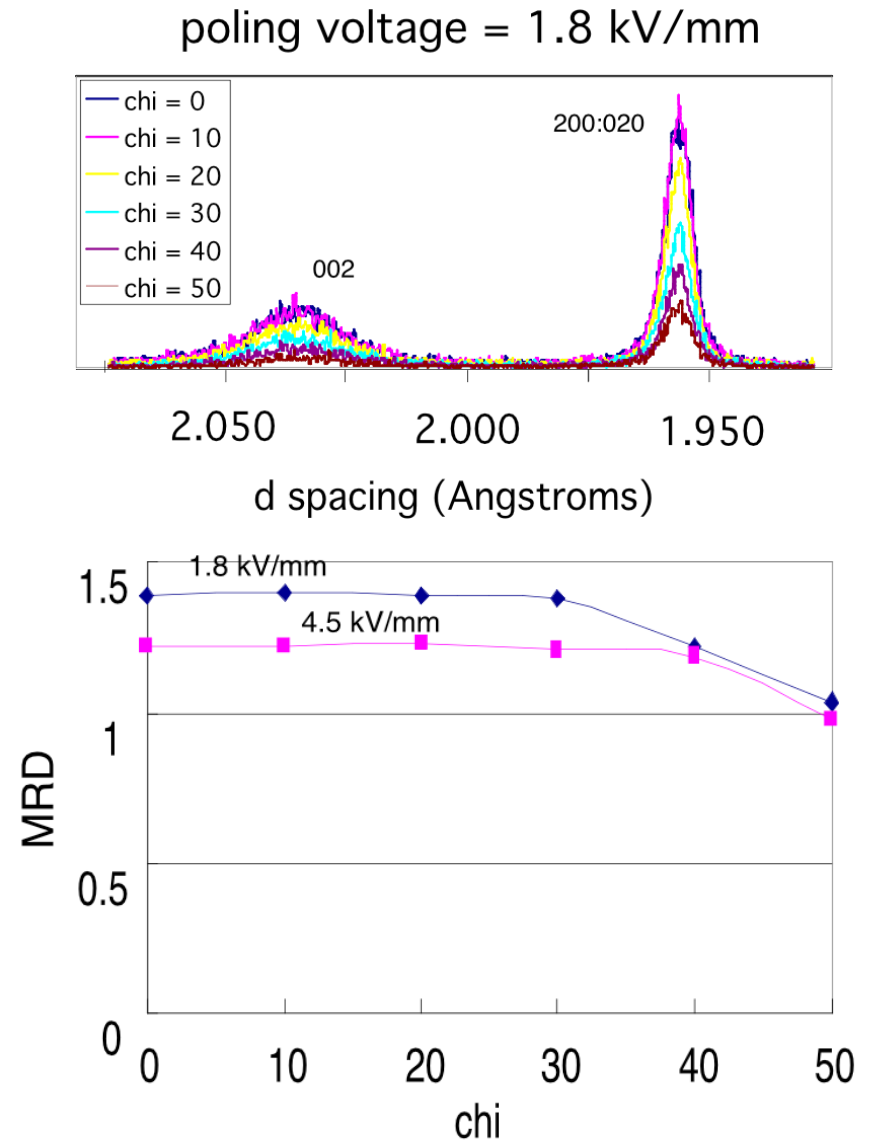 poling voltage = 1.8 kV/mm
chi = 0
chi = 10
chi = 20
chi = 30
chi = 40
chi = 50
200:020
002
2.050 2.000 1.950
d spacing (Angstroms)
1.8 kV/mm
1.5
4.5 kV/mm
1
MRD
0.5
0
0 10 20 30 40 50
chi